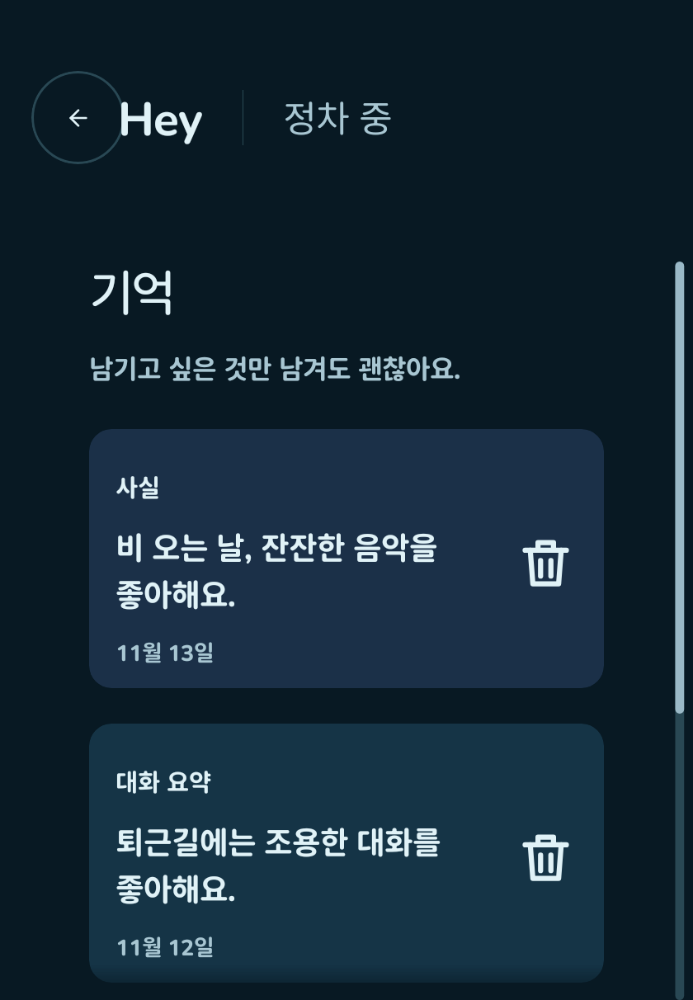 Hey 정차 중
기억
남기고 싶은 것만 남겨도 괜찮아요.
사실
비 오는 날, 잔잔한 음악을
좋아해요.
11월 13일
대화 요약
퇴근길에는 조용한 대화를
좋아해요.
11월 12일